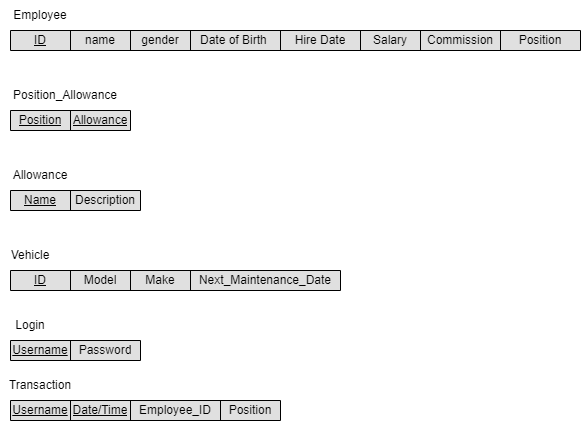 Employee
ID name gender Date of Birth Hire Date Salary Commission Position
Position_Allowance
Position Allowance
Allowance
Name Description
Vehicle
ID Model Make Next_Maintenance_Date
Login
Username Password
Transaction
Username Date/Time Employee_ID Position